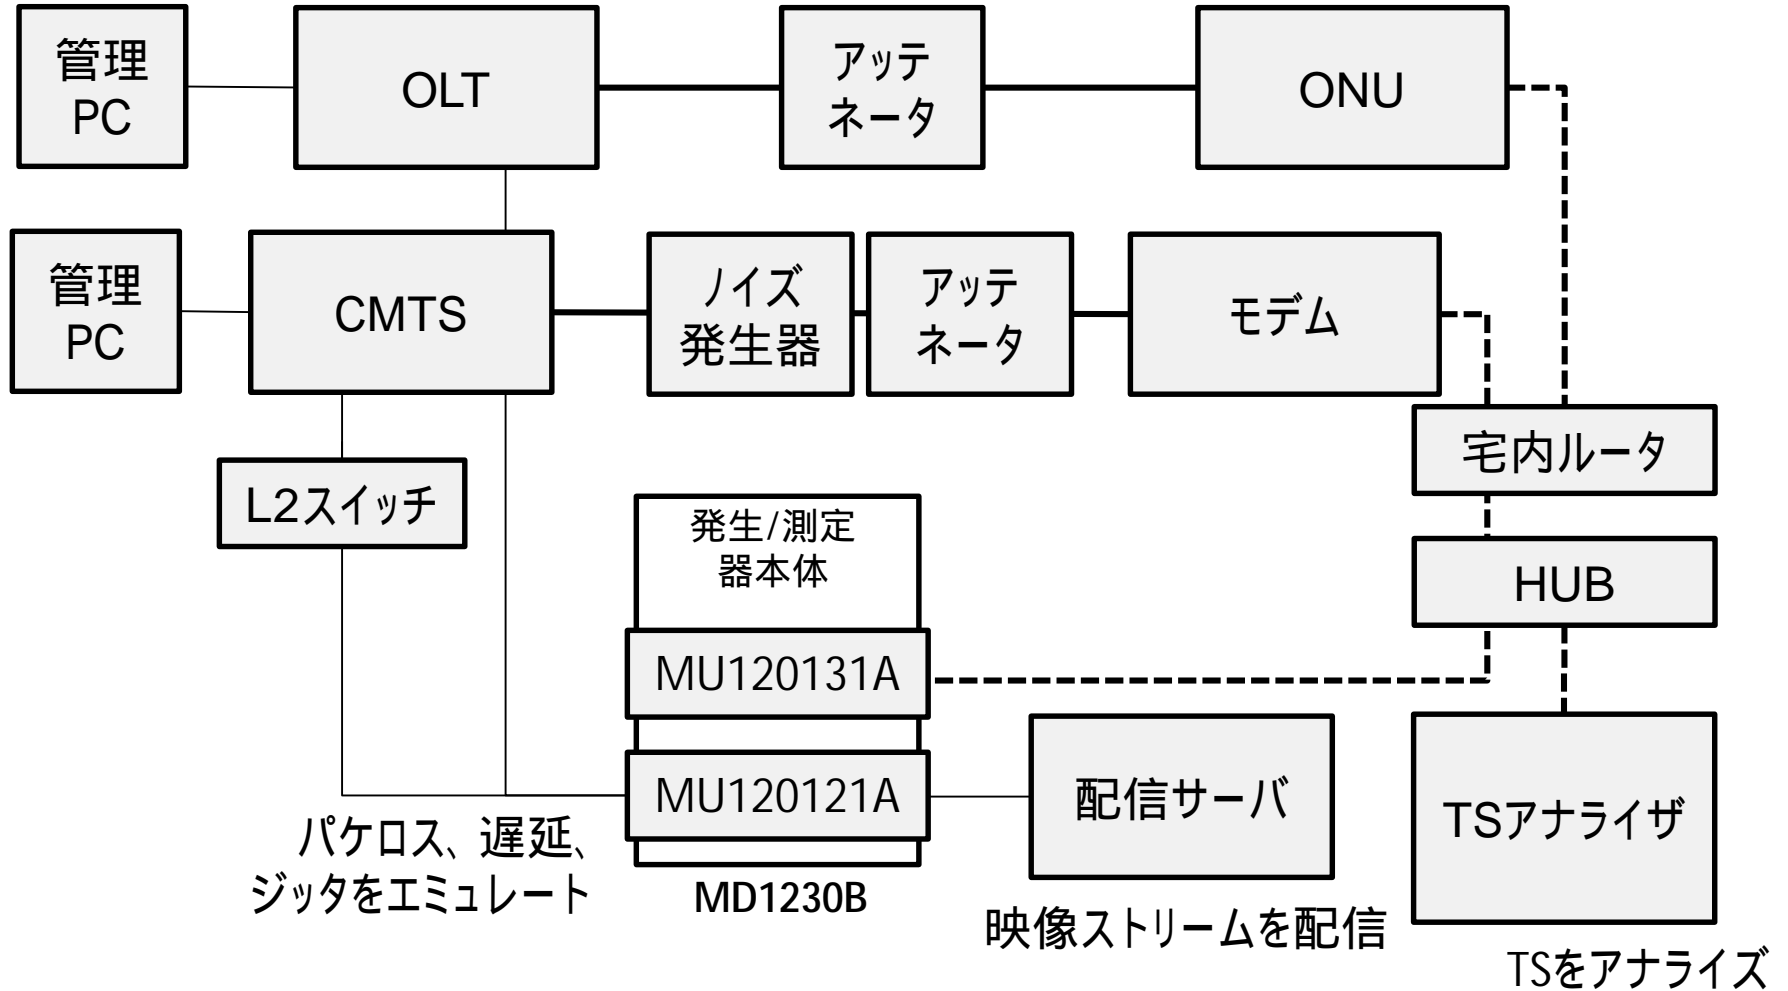 管理
PC
OLT
アッテ
ネータ
ONU
管理
PC
CMTS
ノイズ
発生器
アッテ
ネータ
モデム
宅内ルータ
L2スイッチ
発生/測定
器本体
HUB
MU120131A
MU120121A
配信サーバ
TSアナライザ
パケロス、遅延、
ジッタをエミュレート
MD1230B
映像ストリームを配信
TSをアナライズ